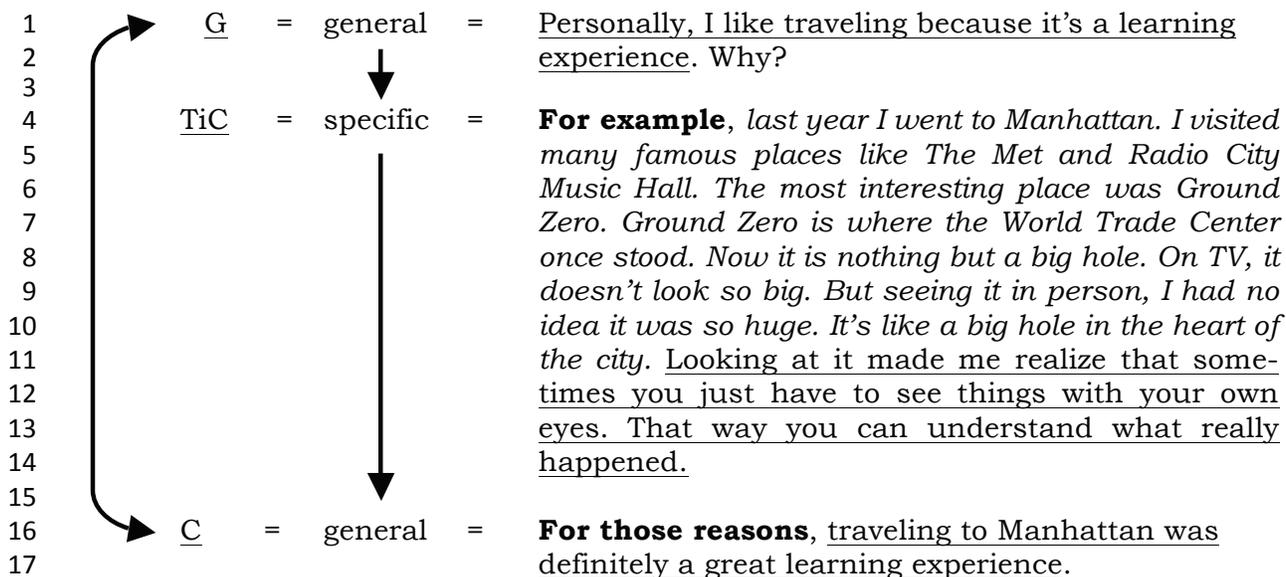 1 G = general = Personally, I like traveling because it's a learning
2 experience. Why?
3
4 TiC = specific = For example, last year I went to Manhattan. I visited
5 many famous places like The Met and Radio City
6 Music Hall. The most interesting place was Ground
7 Zero. Ground Zero is where the World Trade Center
8 once stood. Now it is nothing but a big hole. On TV, it
9 doesn't look so big. But seeing it in person, I had no
10 idea it was so huge. It's like a big hole in the heart of
11 the city. Looking at it made me realize that some-
12 times you just have to see things with your own
13 eyes. That way you can understand what really
14 happened.
15
16 C = general = For those reasons, traveling to Manhattan was
17 definitely a great learning experience.